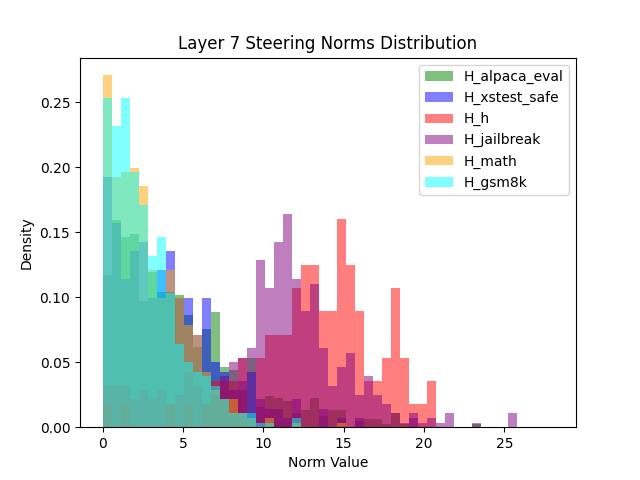 Layer 7 Steering Norms Distribution
H_alpaca_eval
H_xstest_safe
H_h
H_jailbreak
H_math
H_gsm8k
0.25
0.20
0.15
0.10
0.05
0.00
Density
0 5 10 15 20 25
Norm Value